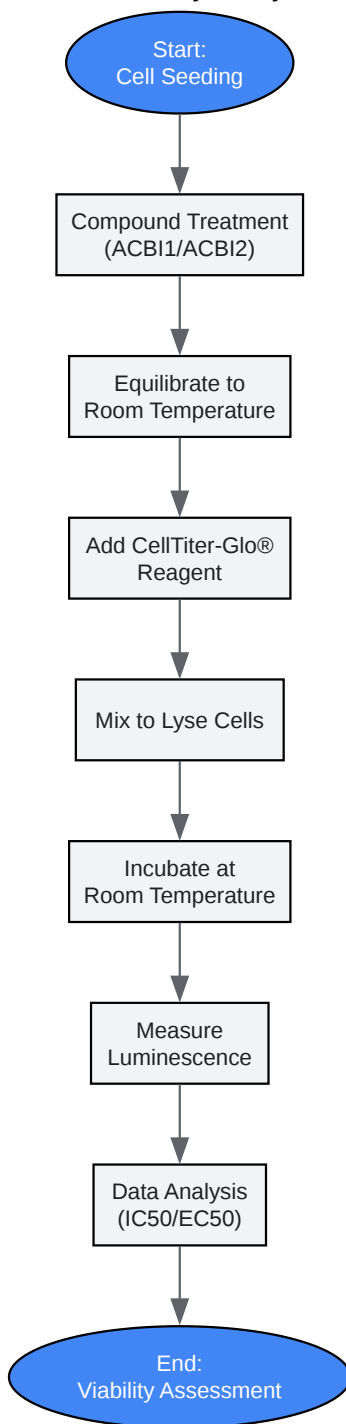 Start:
Cell Seeding
Compound Treatment
(ACBI1/ACBI2)
Equilibrate to
Room Temperature
Add CellTiter-Glo®
Reagent
Mix to Lyse Cells
Incubate at
Room Temperature
Measure
Luminescence
Data Analysis
(IC50/EC50)
End:
Viability Assessment